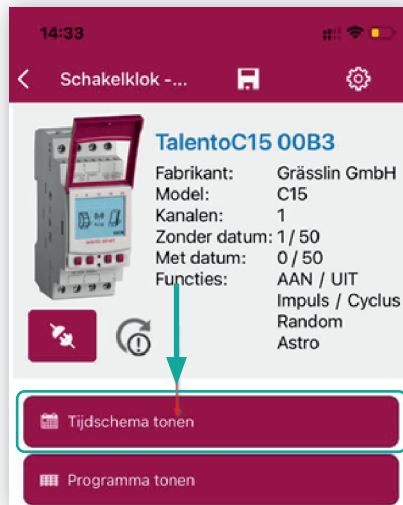 14:33
Schakelklok -...
TalentoC15 00B3
Fabrikant: Grässlin GmbH
Model: C15
Kanalen: 1
Zonder datum: 1 / 50
Met datum: 0 / 50
Functies: AAN / UIT
Impuls / Cyclus
Random
Astro
Tijdschema tonen
Programma tonen